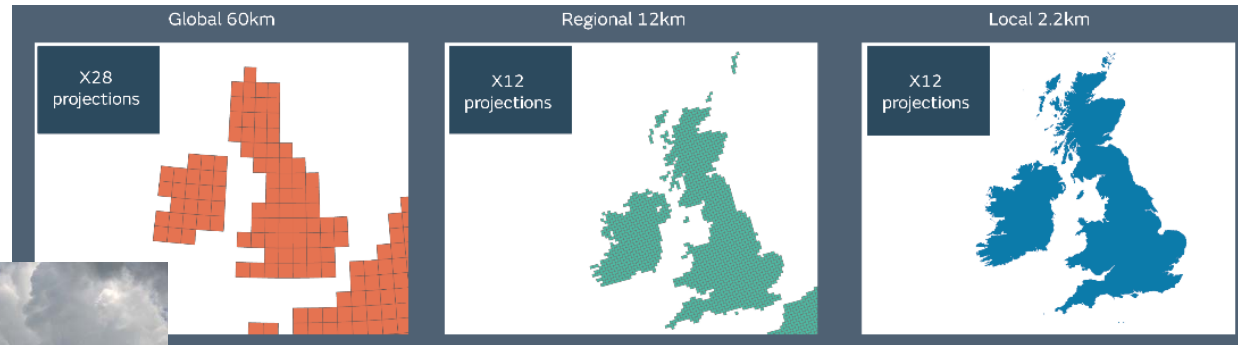 Global 60km
Regional 12km
Local 2.2km
X28
projections
X12
projections
X12
projections